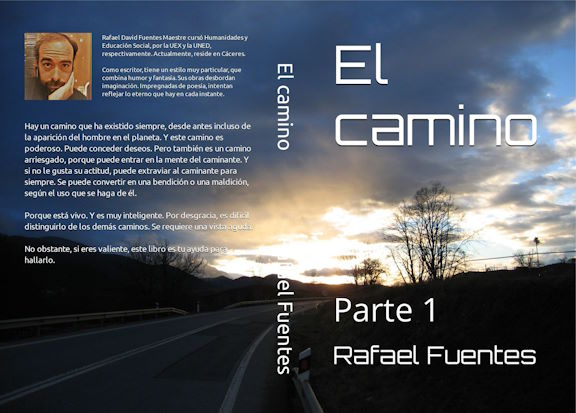 Rafael David Fuentes Maestre cursó Humanidades y
Educación Social, por la UEX y la UNED,
respectivamente. Actualmente, reside en Cáceres.
Como escritor, tiene un estilo muy particular, que
combina humor y fantasía. Sus obras desbordan
imaginación. Impregnadas de poesía, intentan
reflejar lo eterno que hay en cada instante.
Hay un camino que ha existido siempre, desde antes incluso de
la aparición del hombre en el planeta. Y este camino es
poderoso. Puede conceder deseos. Pero también es un camino
arriesgado, porque puede entrar en la mente del caminante. Y
si no le gusta su actitud, puede extraviar al caminante para
siempre. Se puede convertir en una bendición o una maldición,
según el uso que se haga de él.
Porque está vivo. Y es muy inteligente. Por desgracia, es difícil
distinguirlo de los demás caminos. Se requiere una vista aguda.
No obstante, si eres valiente, este libro es tu ayuda para
hallarlo.
El camino
Fuentes
El
camino
Parte 1
Rafael Fuentes